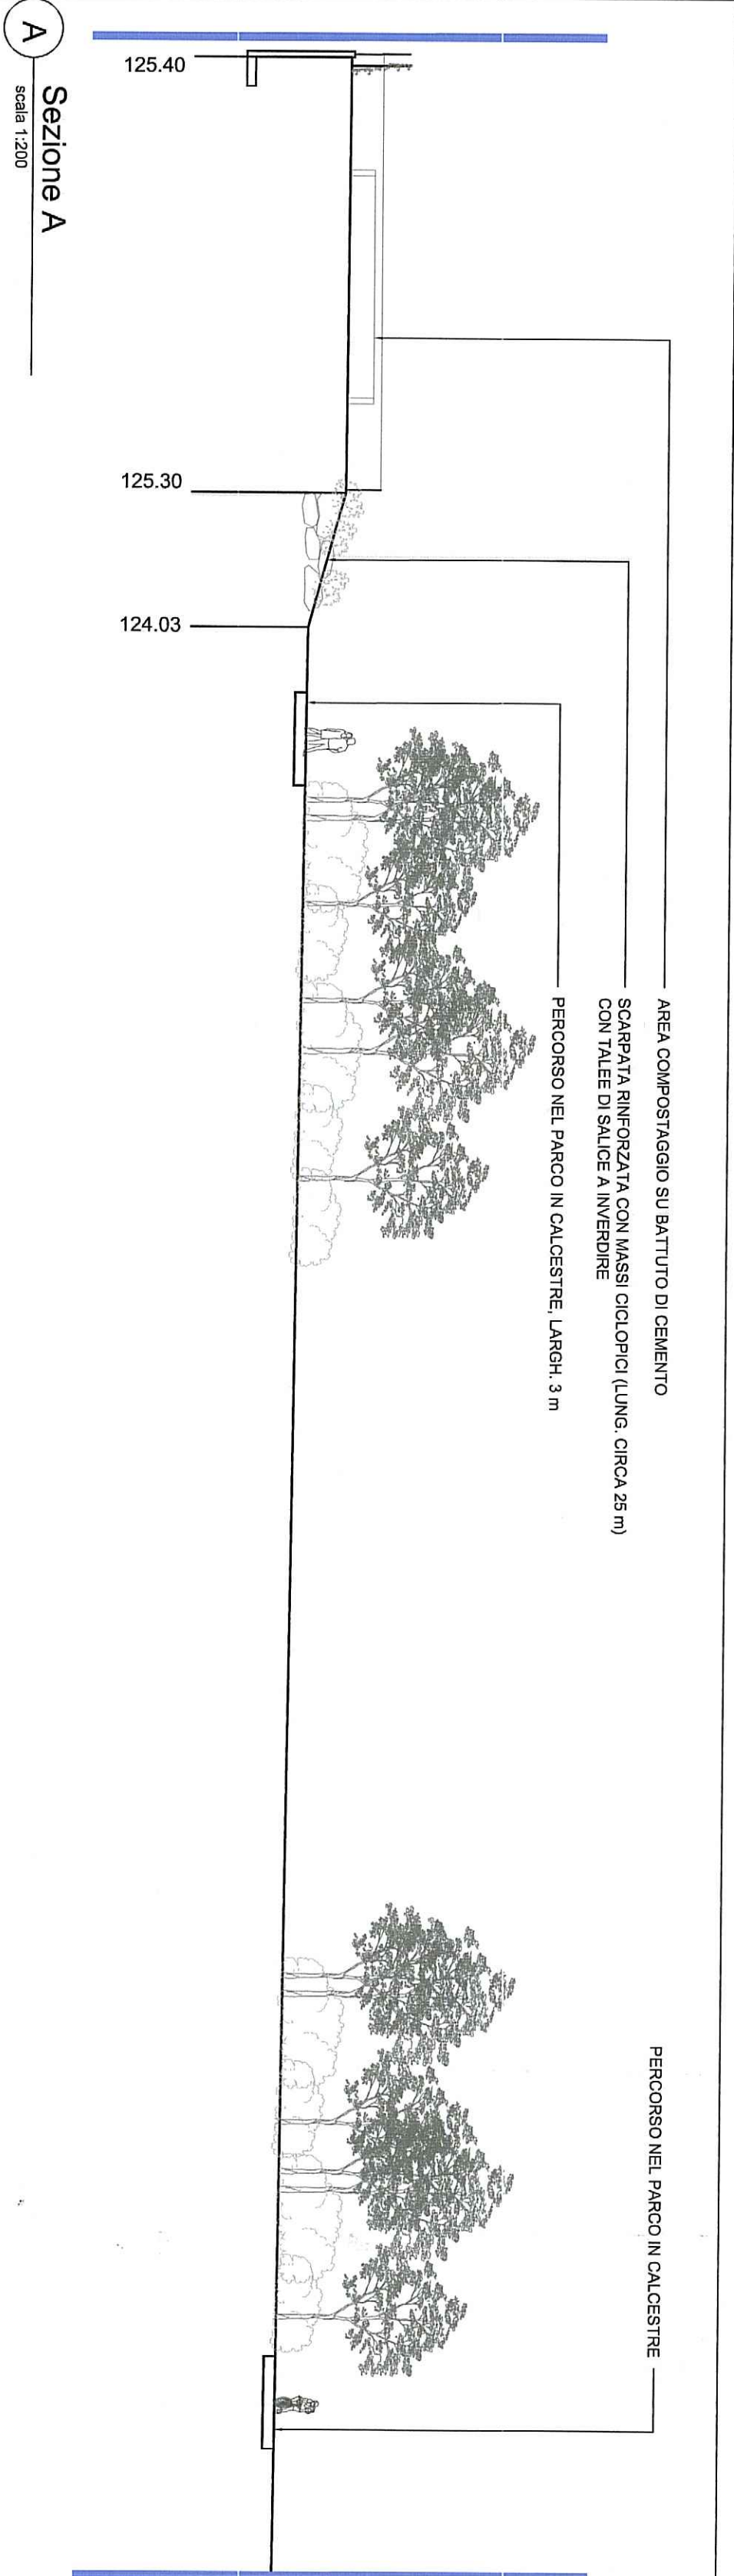 AREA COMPOSTAGGIO SU BATTUTO DI CEMENTO
SCARPATA RINFORZATA CON MASSI CICLOPICI (LUNG. CIRCA 25 m)
CON TALEE DI SALICE A INVERDIRE
PERCORSO NEL PARCO IN CALCESTRE, LARGH. 3 m
PERCORSO NEL PARCO IN CALCESTRE
125.40
125.30
124.03
A
Sezione A
scala 1:200